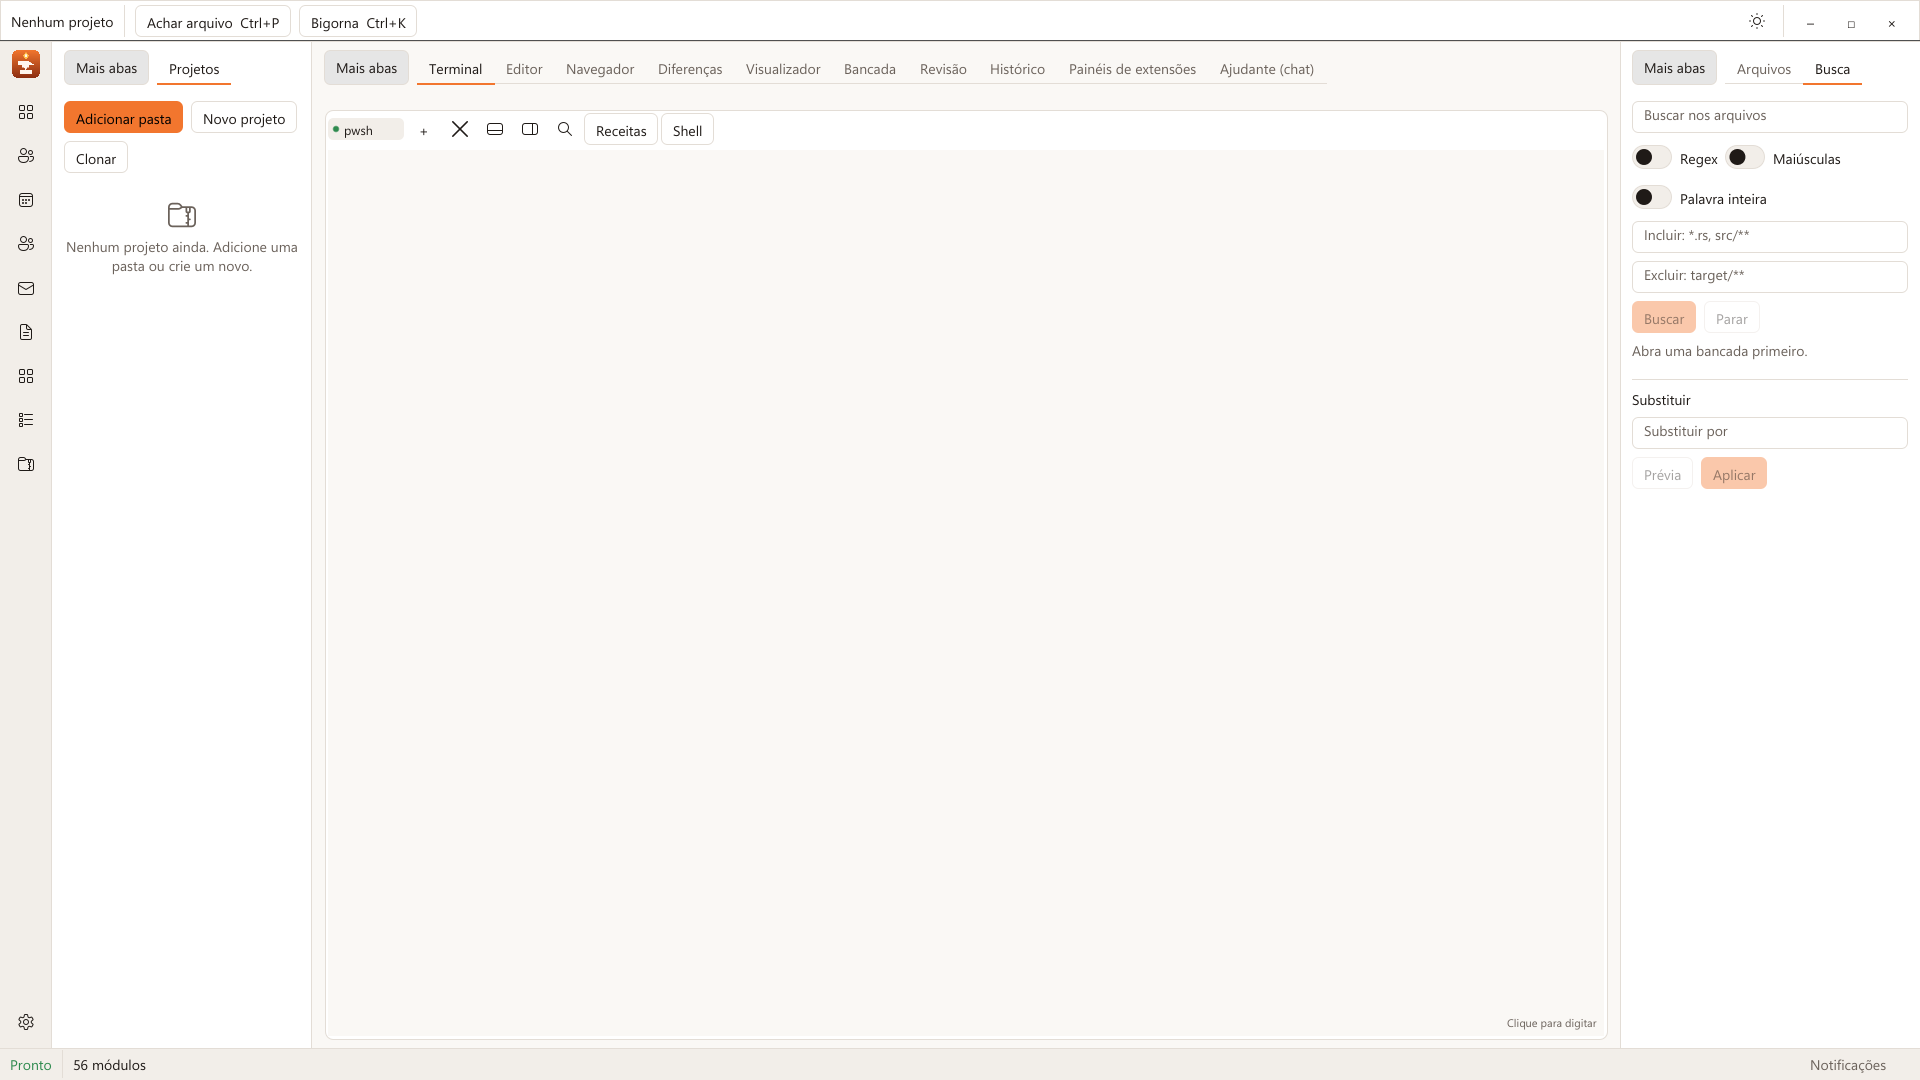 Nenhum projeto
Achar arquivo Ctrl+P
Bigorna Ctrl+K
Mais abas
Projetos
Adicionar pasta
Novo projeto
Clonar
Nenhum projeto ainda. Adicione uma
pasta ou crie um novo.
Mais abas
Terminal
Editor
Navegador
Diferenças
Visualizador
Bancada
Revisão
Histórico
Painéis de extensões
Ajudante (chat)
pwsh
+
Receitas
Shell
Clique para digitar
Mais abas
Arquivos
Busca
Buscar nos arquivos
Regex
Maiúsculas
Palavra inteira
Incluir: *.rs, src/**
Excluir: target/**
Buscar
Parar
Abra uma bancada primeiro.
Substituir
Substituir por
Prévia
Aplicar
Pronto
56 módulos
Notificações